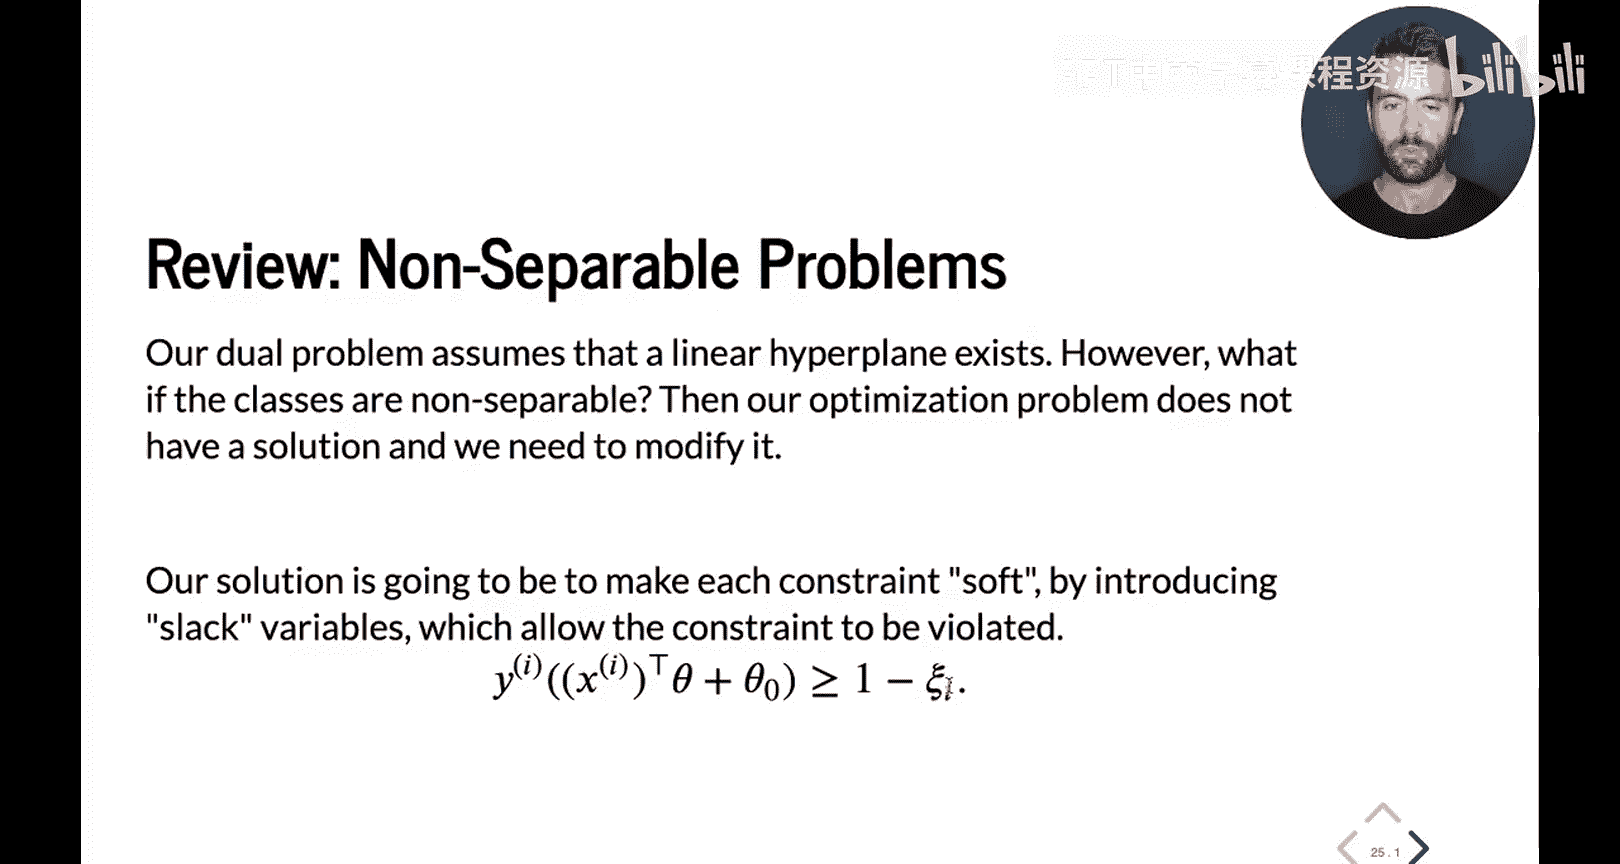 课程资源 bilibili
Review: Non-Separable Problems
Our dual problem assumes that a linear hyperplane exists. However, what
if the classes are non-separable? Then our optimization problem does not
have a solution and we need to modify it.
Our solution is going to be to make each constraint "soft", by introducing
"slack" variables, which allow the constraint to be violated.
y⁽ⁱ⁾((x⁽ⁱ⁾)⊤θ + θ₀) ≥ 1 − ξᵢ.
25.1